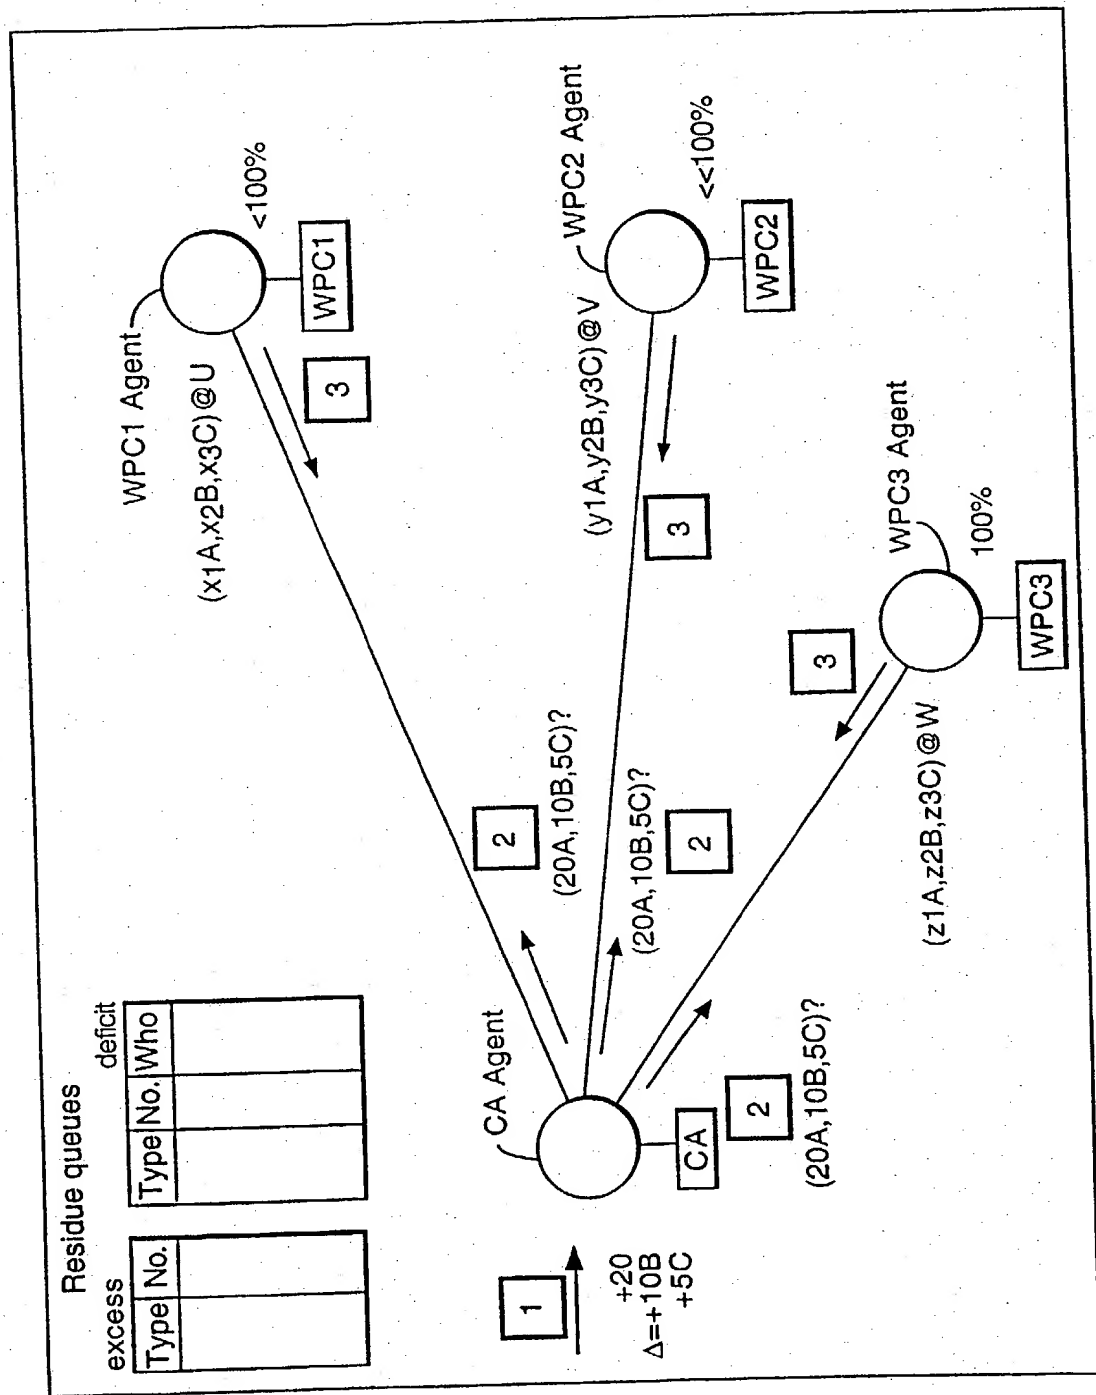 Residue queues
excess
Type No.
deficit
Type No. Who
1
+20
Δ=+10B
+5C
CA Agent
CA
2
(20A,10B,5C)?
2
(20A,10B,5C)?
2
(20A,10B,5C)?
WPC1 Agent
(x1A,x2B,x3C)@U
<100%
WPC1
3
WPC2 Agent
(y1A,y2B,y3C)@V
<<100%
WPC2
3
WPC3 Agent
(z1A,z2B,z3C)@W
100%
WPC3
3